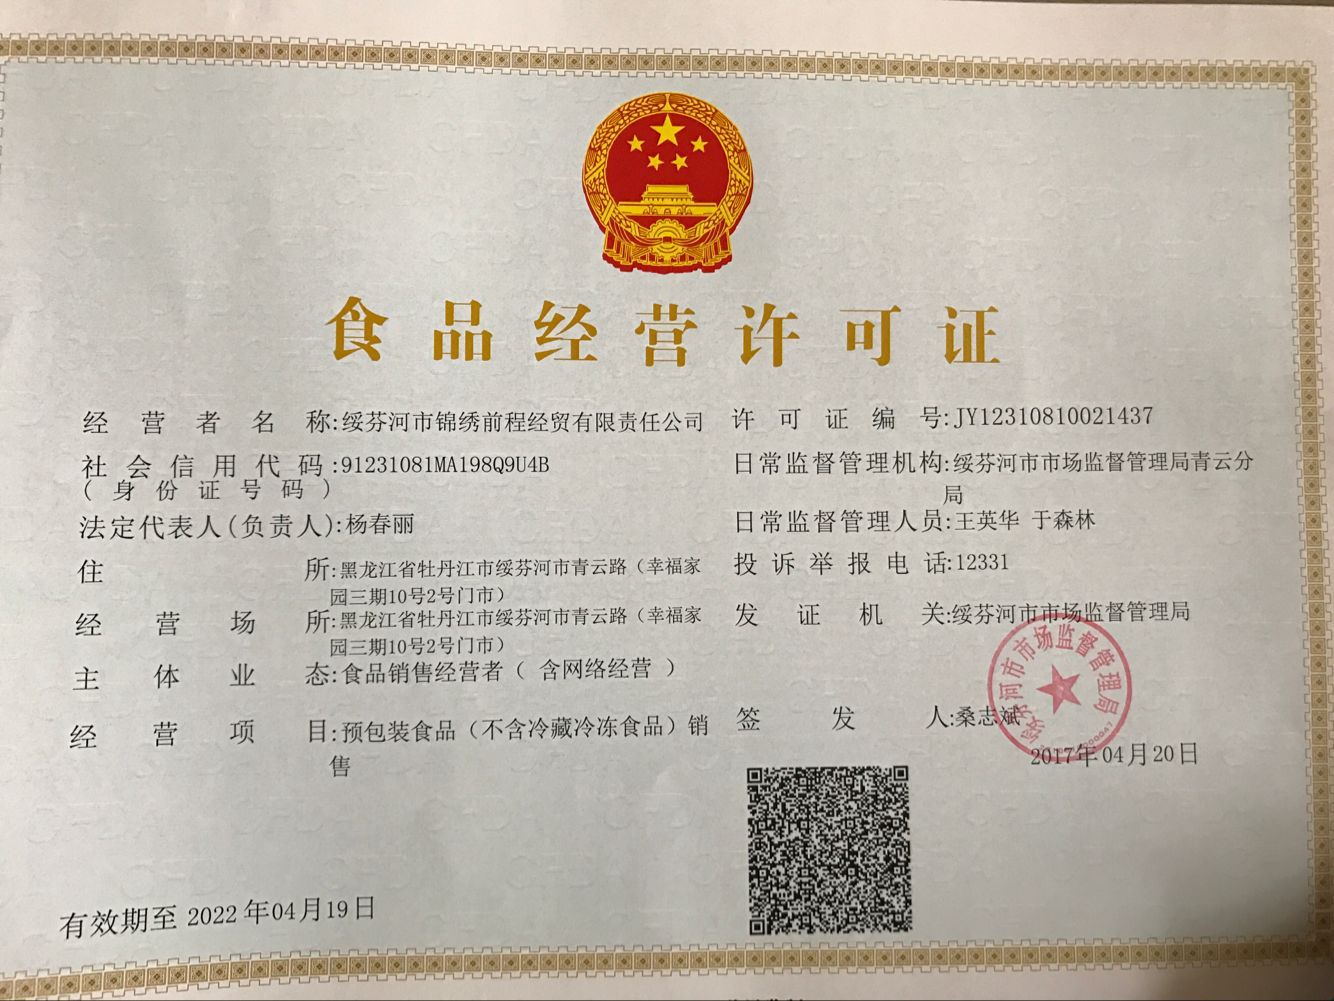 食品经营许可证
经营者名称:绥芬河市锦绣前程经贸有限责任公司
社会信用代码:91231081MA198Q9U4B
(身份证号码)
法定代表人(负责人):杨春丽
住所:黑龙江省牡丹江市绥芬河市青云路（幸福家
园三期10号2号门市）
经营场所:黑龙江省牡丹江市绥芬河市青云路（幸福家
园三期10号2号门市）
主体业态:食品销售经营者（ 含网络经营 ）
经营项目:预包装食品（不含冷藏冷冻食品）销
售
许可证编号:JY12310810021437
日常监督管理机构:绥芬河市市场监督管理局青云分
局
日常监督管理人员:王英华 于森林
投诉举报电话:12331
发证机关:绥芬河市市场监督管理局
签发人:桑志斌
绥芬河市市场监督管理局
2017年04月20日
有效期至 2022年04月19日